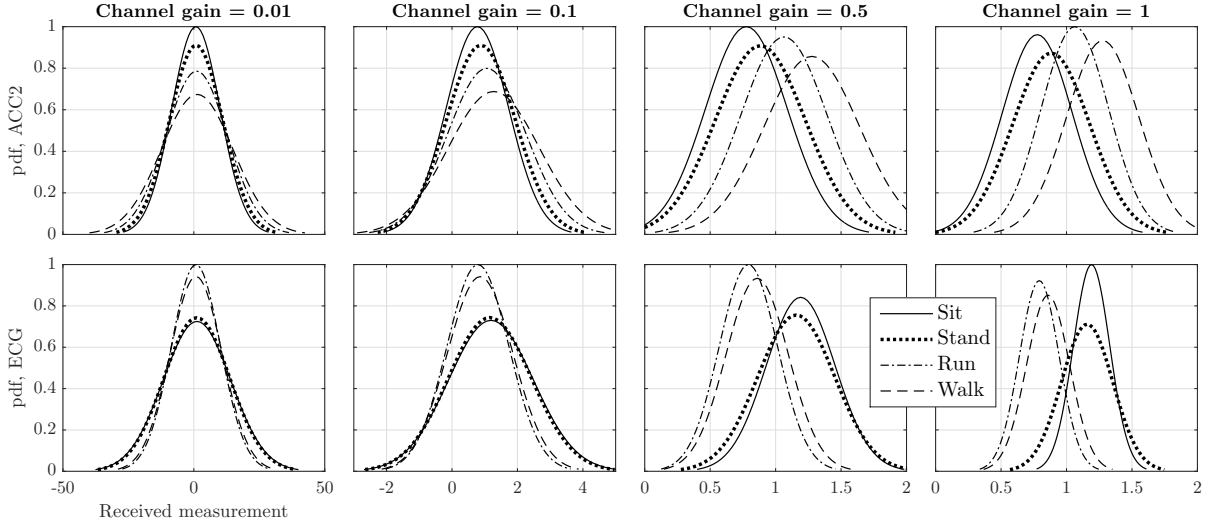 Channel gain = 0.01
Channel gain = 0.1
Channel gain = 0.5
Channel gain = 1
pdf, ACC2
1
0.8
0.6
0.4
0.2
0
pdf, ECG
1
0.8
0.6
0.4
0.2
0
Sit
Stand
Run
Walk
-50 0 50
-2 0 2 4
0 0.5 1 1.5 2
0 0.5 1 1.5 2
Received measurement